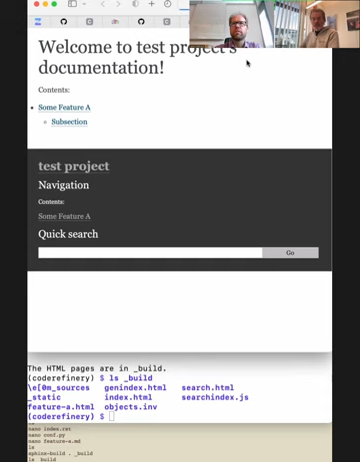 Welcome to test project's
documentation!
Contents:
Some Feature A
Subsection
test project
Navigation
Contents:
Some Feature A
Quick search
Go
The HTML pages are in _build.
(coderefinery) $ ls _build
\e[0m_sources genindex.html search.html
_static index.html searchindex.js
feature-a.html objects.inv
(coderefinery) $
nano index.rst
nano conf.py
nano feature-a.md
ls
sphinx-build . _build
ls _build